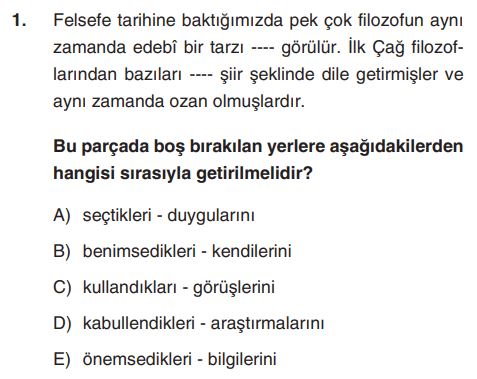 1. Felsefe tarihine baktığımızda pek çok filozofun aynı
zamanda edebî bir tarzı ---- görülür. İlk Çağ filozof-
larından bazıları ---- şiir şeklinde dile getirmişler ve
aynı zamanda ozan olmuşlardır.
Bu parçada boş bırakılan yerlere aşağıdakilerden
hangisi sırasıyla getirilmelidir?
A) seçtikleri - duygularını
B) benimsedikleri - kendilerini
C) kullandıkları - görüşlerini
D) kabullendikleri - araştırmalarını
E) önemsedikleri - bilgilerini